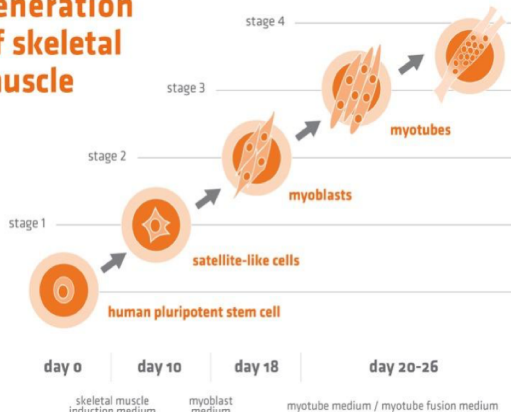 eneration
f skeletal
uscle
stage 4
stage 3
myotubes
stage 2
myoblasts
stage 1
satellite-like cells
human pluripotent stem cell
day 0 day 10 day 18 day 20-26
skeletal muscle myoblast myotube medium / myotube fusion medium
induction medium medium